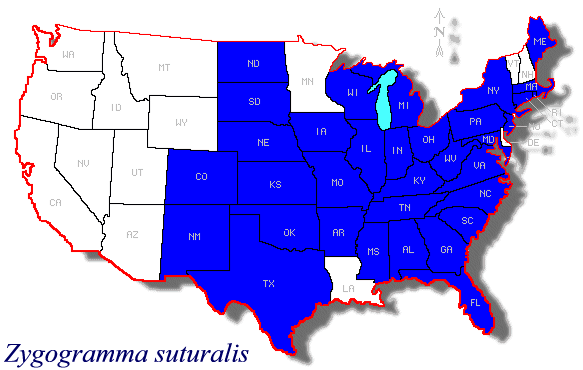 N N
ME
WA
ND
MT
MN
VT
NH
OR
ID
SD
WI
MI
NY
MA
WY
RI
CT
IA
PA
NJ
NE
OH
MD
DE
NV
UT
IL
IN
WV
VA
CO
KS
MO
KY
CA
NC
TN
AZ
NM
OK
AR
SC
MS
AL
GA
TX
LA
FL
Zygogramma suturalis